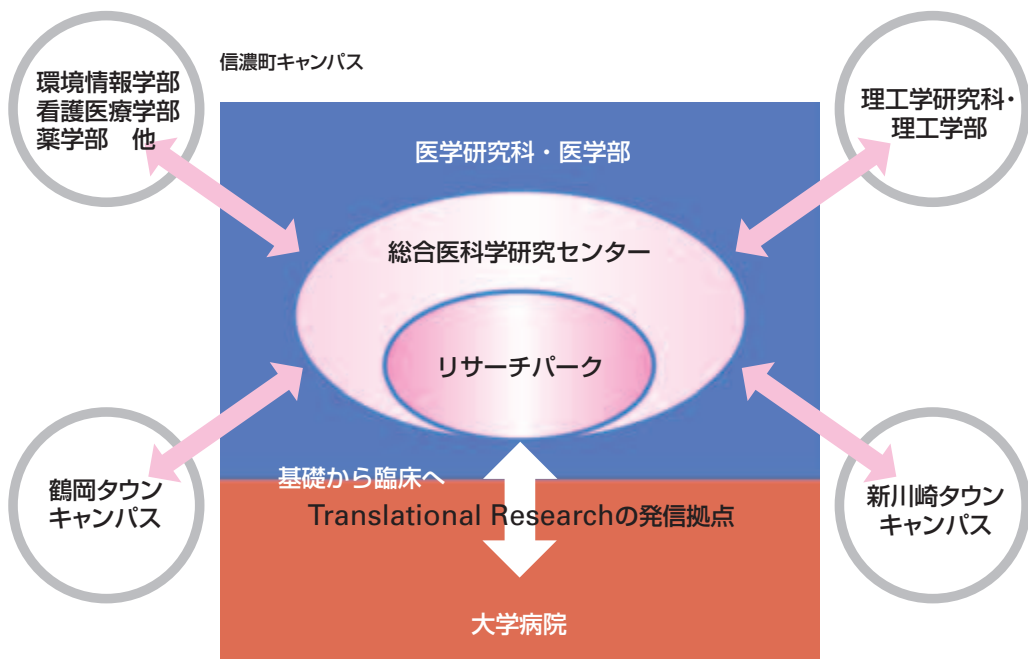 信濃町キャンパス
環境情報学部
看護医療学部
薬学部　他
理工学研究科・
理工学部
医学研究科・医学部
総合医科学研究センター
リサーチパーク
基礎から臨床へ
Translational Researchの発信拠点
鶴岡タウン
キャンパス
新川崎タウン
キャンパス
大学病院